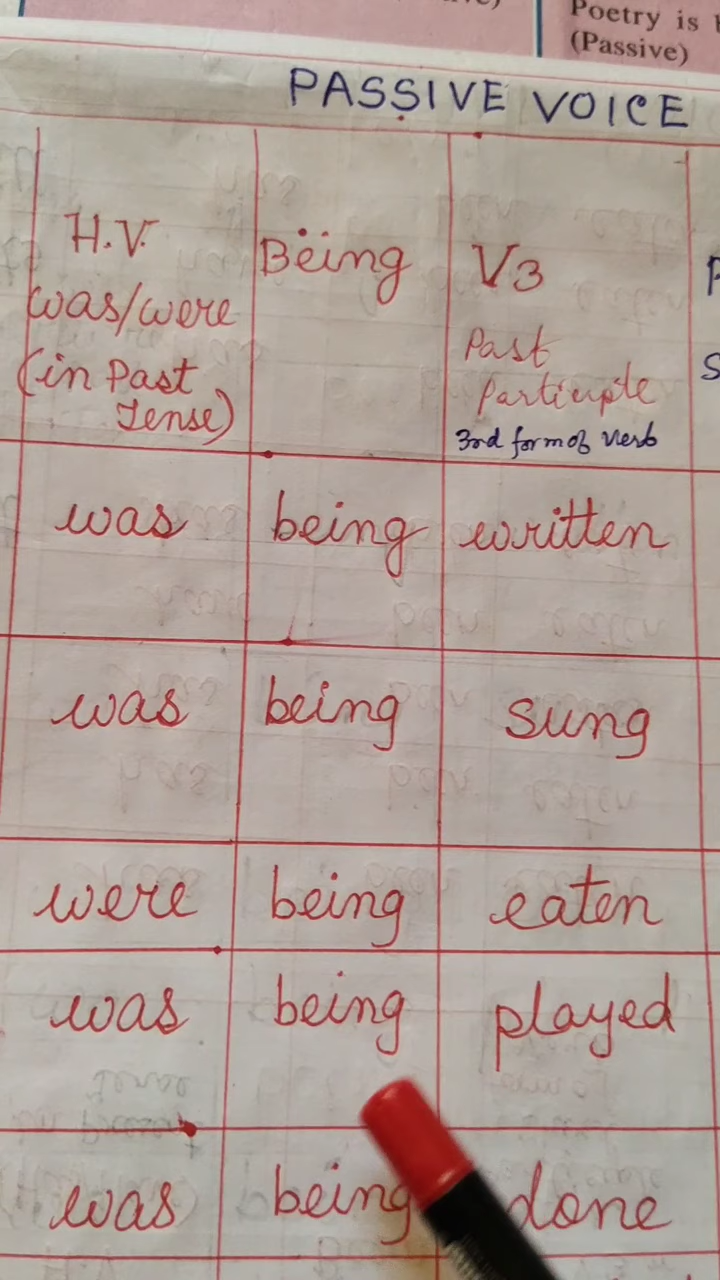 Poetry is
(Passive)
PASSIVE VOICE
H.V. Being V3
was/were
(in Past Tense)
Past
Participle
3rd form of verb
was being written
was being sung
were being eaten
was being played
was being done